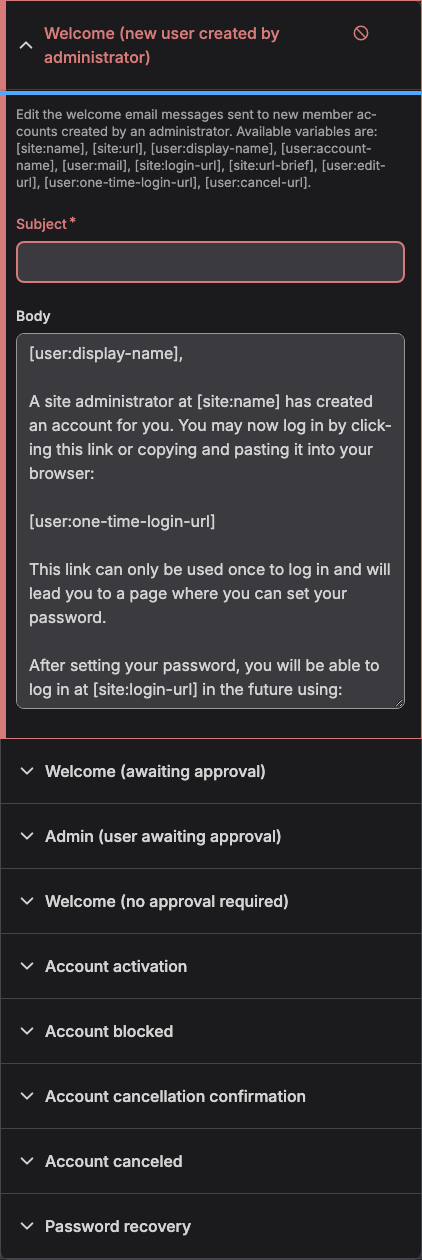 Welcome (new user created by
administrator)
Edit the welcome email messages sent to new member ac-
counts created by an administrator. Available variables are:
[site:name], [site:url], [user:display-name], [user:account-
name], [user:mail], [site:login-url], [site:url-brief], [user:edit-
url], [user:one-time-login-url], [user:cancel-url].
Subject*
Body
[user:display-name],
A site administrator at [site:name] has created
an account for you. You may now log in by click-
ing this link or copying and pasting it into your
browser:
[user:one-time-login-url]
This link can only be used once to log in and will
lead you to a page where you can set your
password.
After setting your password, you will be able to
log in at [site:login-url] in the future using:
Welcome (awaiting approval)
Admin (user awaiting approval)
Welcome (no approval required)
Account activation
Account blocked
Account cancellation confirmation
Account canceled
Password recovery